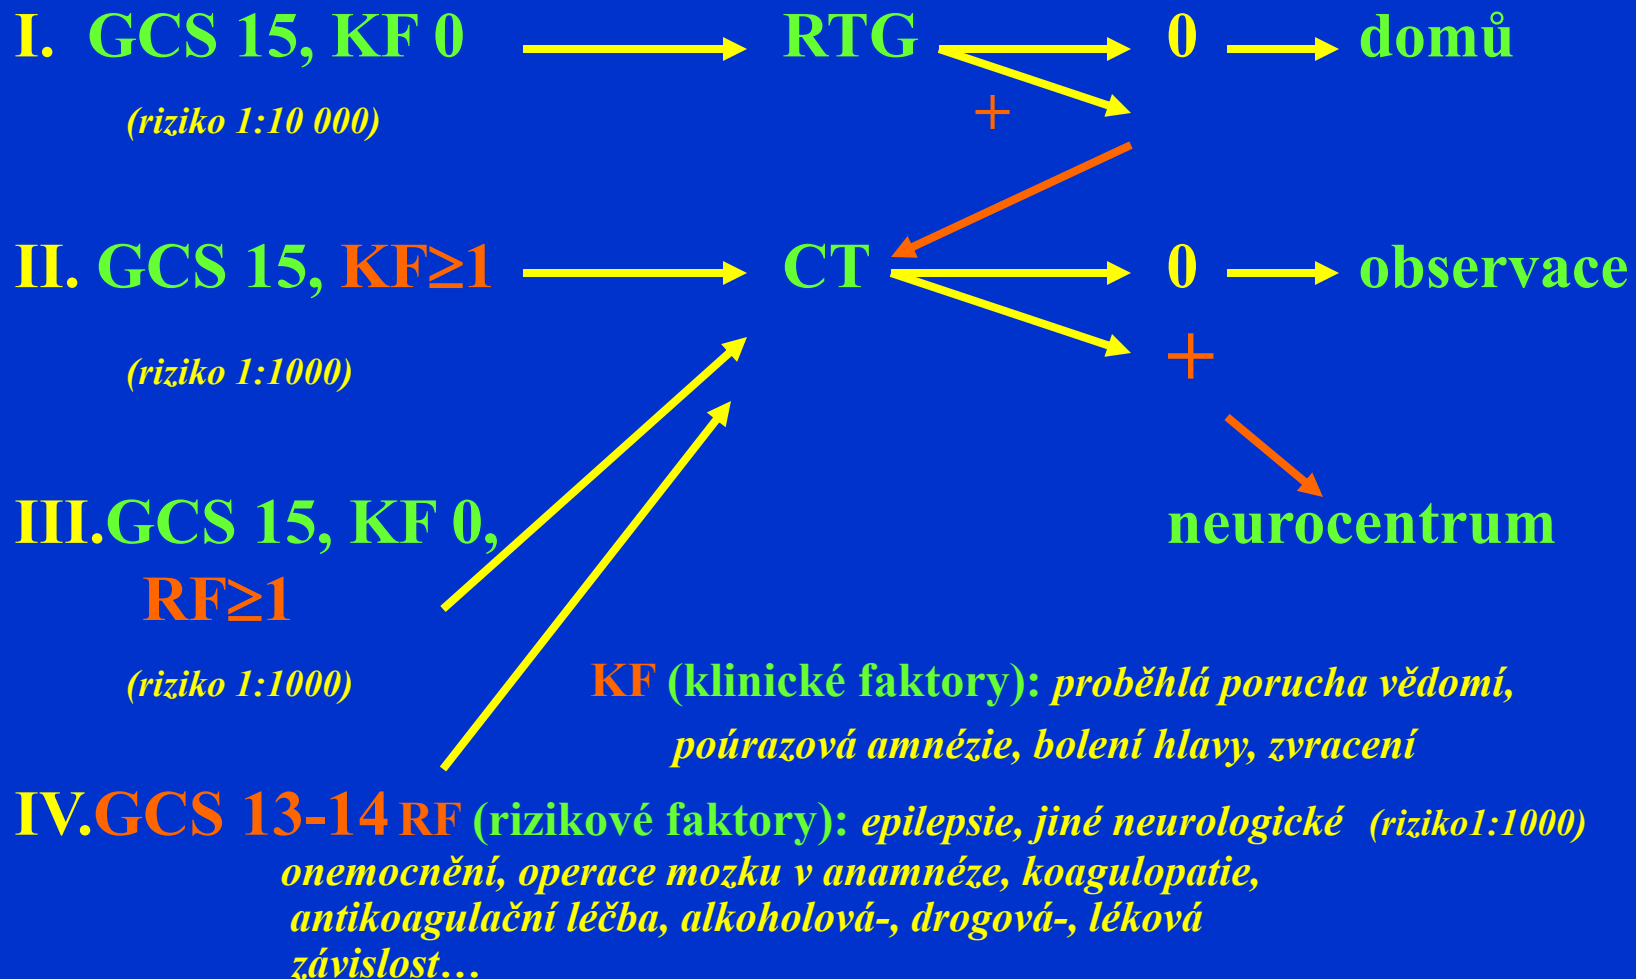 I. GCS 15, KF 0 RTG 0 domů
+
(riziko 1:10 000)
II. GCS 15, KF≥1 CT 0 observace
+
(riziko 1:1000)
III.GCS 15, KF 0, neurocentrum
RF≥1
(riziko 1:1000) KF (klinické faktory): proběhlá porucha vědomí,
poúrazová amnézie, bolení hlavy, zvracení
IV.GCS 13-14 RF (rizikové faktory): epilepsie, jiné neurologické (riziko1:1000)
onemocnění, operace mozku v anamnéze, koagulopatie,
antikoagulační léčba, alkoholová-, drogová-, léková
závislost…